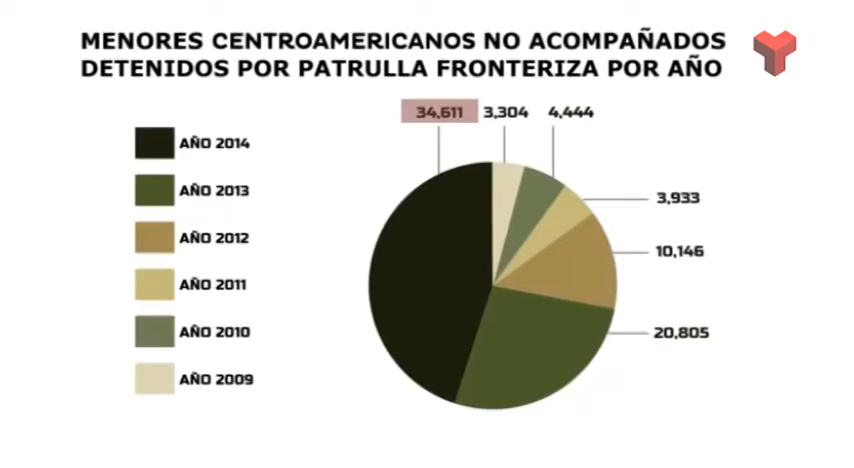 MENORES CENTROAMERICANOS NO ACOMPAÑADOS
DETENIDOS POR PATRULLA FRONTERIZA POR AÑO
34,611 3,304 4,444
AÑO 2014
AÑO 2013
AÑO 2012
AÑO 2011
AÑO 2010
AÑO 2009
3,933
10,146
20,805